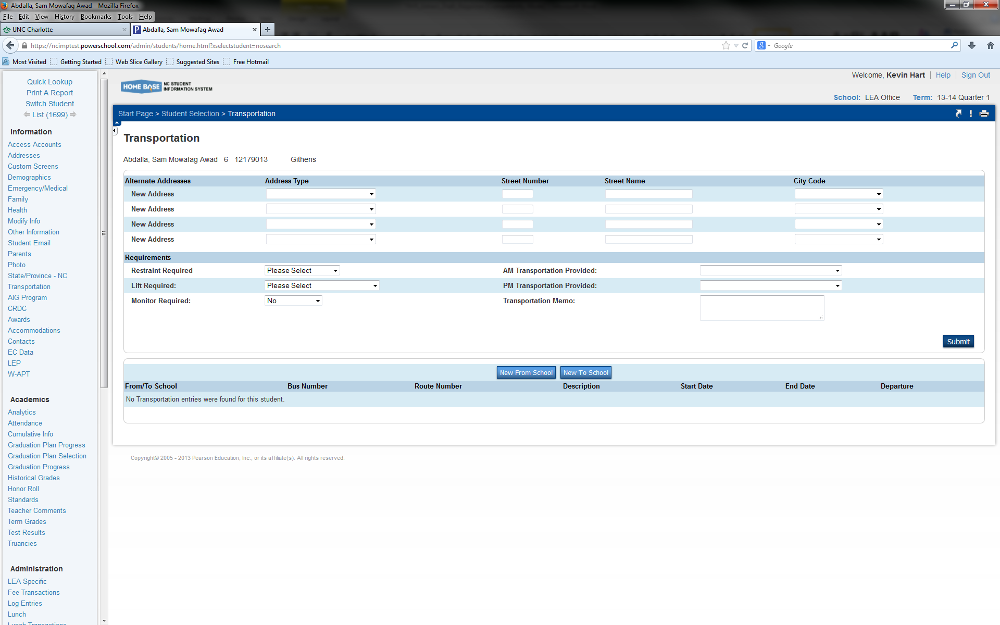 Abdalla, Sam Mowafag Awad - Mozilla Firefox
File Edit View History Bookmarks Tools Help
UNC Charlotte Abdalla, Sam Mowafag Awad
https://ncimptest.powerschool.com/admin/students/home.html?xselectstudent=nosearch Google
Most Visited Getting Started Web Slice Gallery Suggested Sites Free Hotmail
Quick Lookup
Print A Report
Switch Student
List (1699)
Information
Access Accounts
Addresses
Custom Screens
Demographics
Emergency/Medical
Family
Health
Modify Info
Other Information
Student Email
Parents
Photo
State/Province - NC
Transportation
AIG Program
CRDC
Awards
Accommodations
Contacts
EC Data
LEP
W-APT
Academics
Analytics
Attendance
Cumulative Info
Graduation Plan Progress
Graduation Plan Selection
Graduation Progress
Historical Grades
Honor Roll
Standards
Teacher Comments
Term Grades
Test Results
Truancies
Administration
LEA Specific
Fee Transactions
Log Entries
Lunch
Lunch Transactions
HOME BASE NC STUDENT
INFORMATION SYSTEM
Welcome, Kevin Hart Help Sign Out
School: LEA Office Term: 13-14 Quarter 1
Start Page > Student Selection > Transportation
Transportation
Abdalla, Sam Mowafag Awad 6 12179013 Githens
Alternate Addresses Address Type Street Number Street Name City Code
New Address
New Address
New Address
New Address
Requirements
Restraint Required Please Select AM Transportation Provided:
Lift Required: Please Select PM Transportation Provided:
Monitor Required: No Transportation Memo:
Submit
New From School New To School
From/To School Bus Number Route Number Description Start Date End Date Departure
No Transportation entries were found for this student.
Copyright© 2005 - 2013 Pearson Education, Inc., or its affiliate(s). All rights reserved.